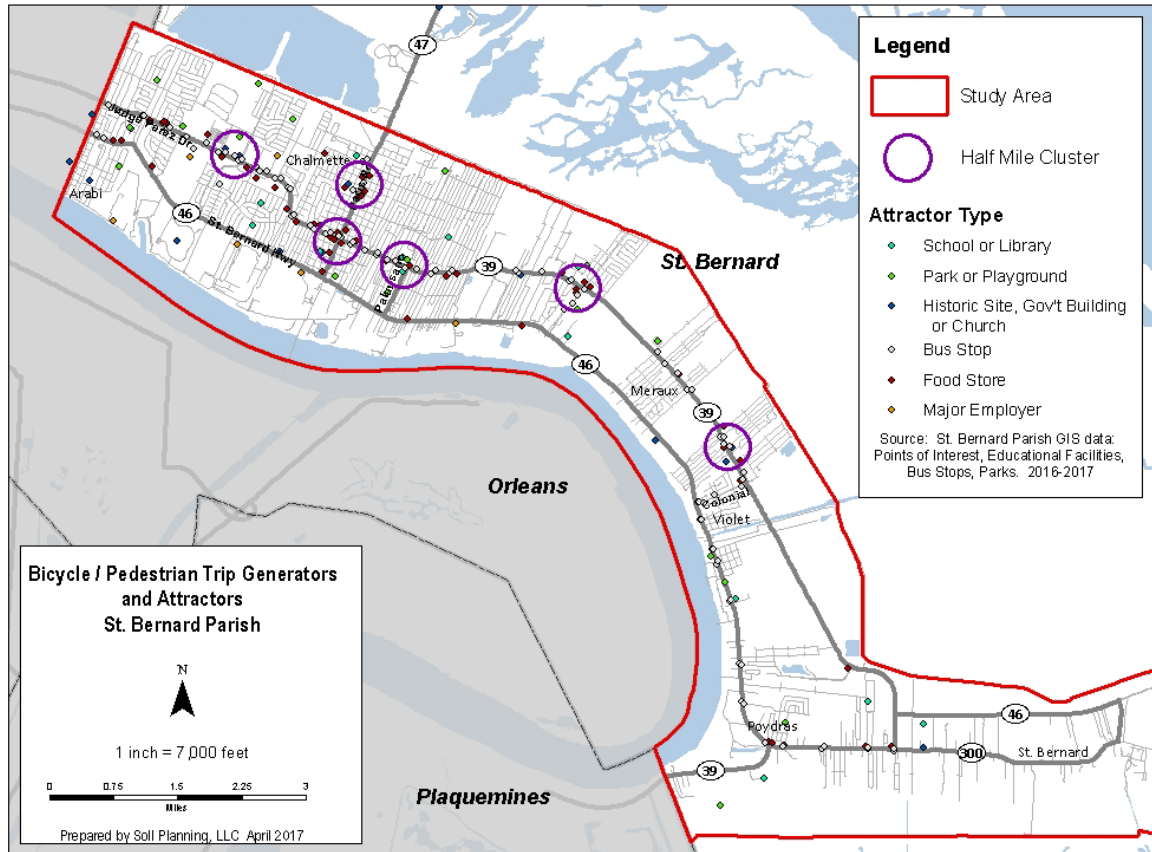 47
Legend
Study Area
Half Mile Cluster
Attractor Type
School or Library
Park or Playground
Historic Site, Gov't Building
or Church
Bus Stop
Food Store
Major Employer
Source: St. Bernard Parish GIS data:
Points of Interest, Educational Facilities,
Bus Stops, Parks. 2016-2017
Judge Perez Dr
Chalmette
Arabi
46
St. Bernard Hwy
39
St. Bernard
46
Meraux
39
Orleans
Colonial
Violet
Bicycle / Pedestrian Trip Generators
and Attractors
St. Bernard Parish
N
1 inch = 7,000 feet
0 0.75 1.5 2.25 3
Miles
Prepared by Soll Planning, LLC April 2017
Poydras
46
300
St. Bernard
39
Plaquemines